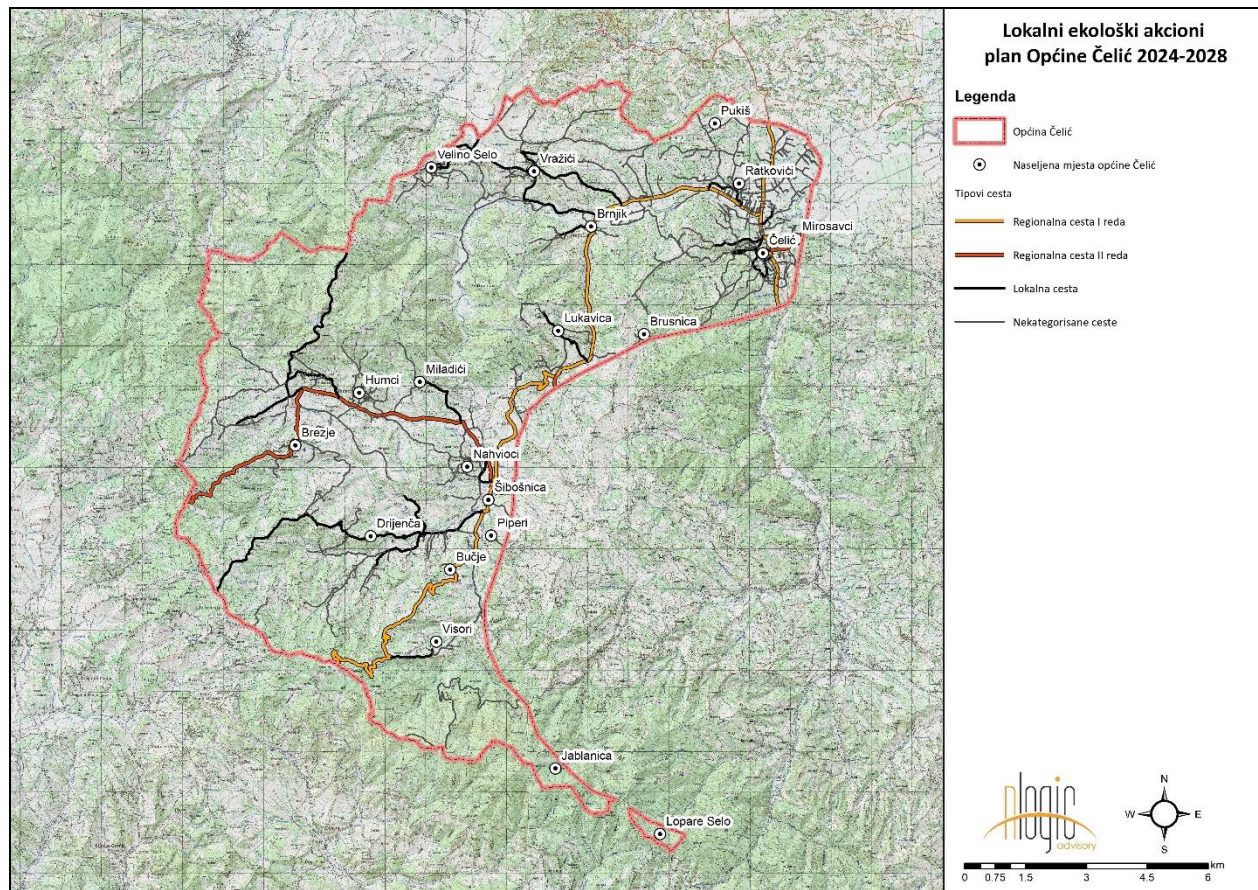 Lokalni ekološki akcioni
plan Općine Čelić 2024-2028
Legenda
Općina Čelić
Naseljena mjesta općine Čelić
Tipovi cesta
Regionalna cesta I reda
Regionalna cesta II reda
Lokalna cesta
Nekategorisane ceste
Pukiš
Velino Selo
Vražići
Ratkovići
Brnjik
Mirosavci
Čelić
Lukavica
Brusnica
Miladići
Humci
Brezje
Nahvioci
Šibošnica
Drijenča
Piperi
Bučje
Visori
Jablanica
Lopare Selo
nlogic
advisory
N
W
E
S
km
0 0.75 1.5 3 4.5 6